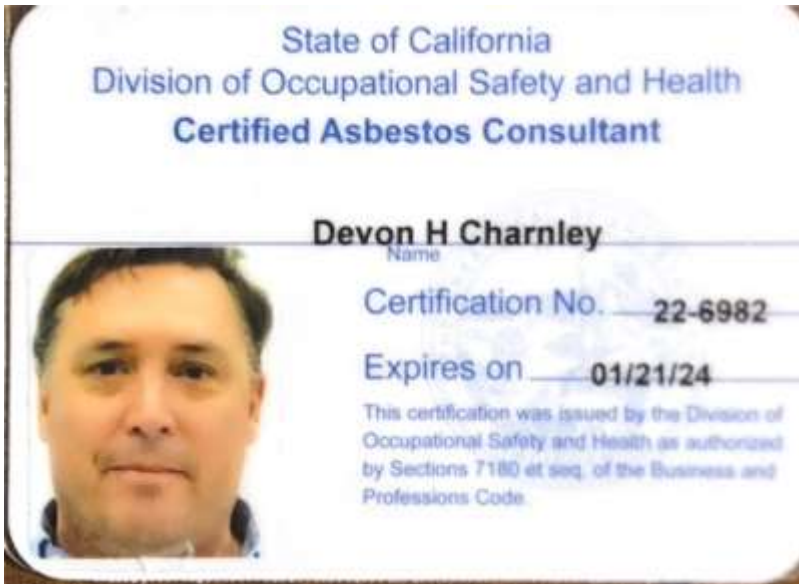 State of California
Division of Occupational Safety and Health
Certified Asbestos Consultant
Devon H Charnley
Name
Certification No. 22-6982
Expires on 01/21/24
This certification was issued by the Division of
Occupational Safety and Health as authorized
by Sections 7180 et seq. of the Business and
Professions Code.